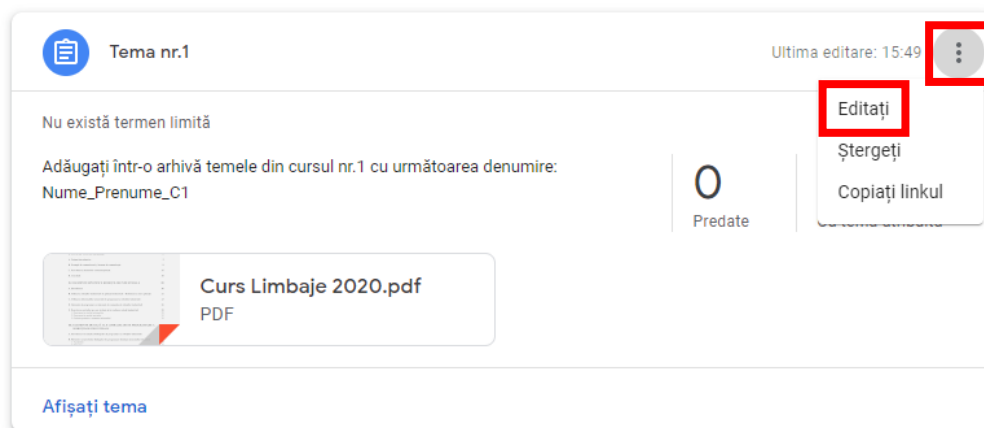 Tema nr.1
Ultima editare: 15:49
Editați
Ștergeți
Copiați linkul
Nu există termen limită
Adăugați într-o arhivă temele din cursul nr.1 cu următoarea denumire:
Nume_Prenume_C1
0
Predate
Curs Limbaje 2020.pdf
PDF
Afișați tema